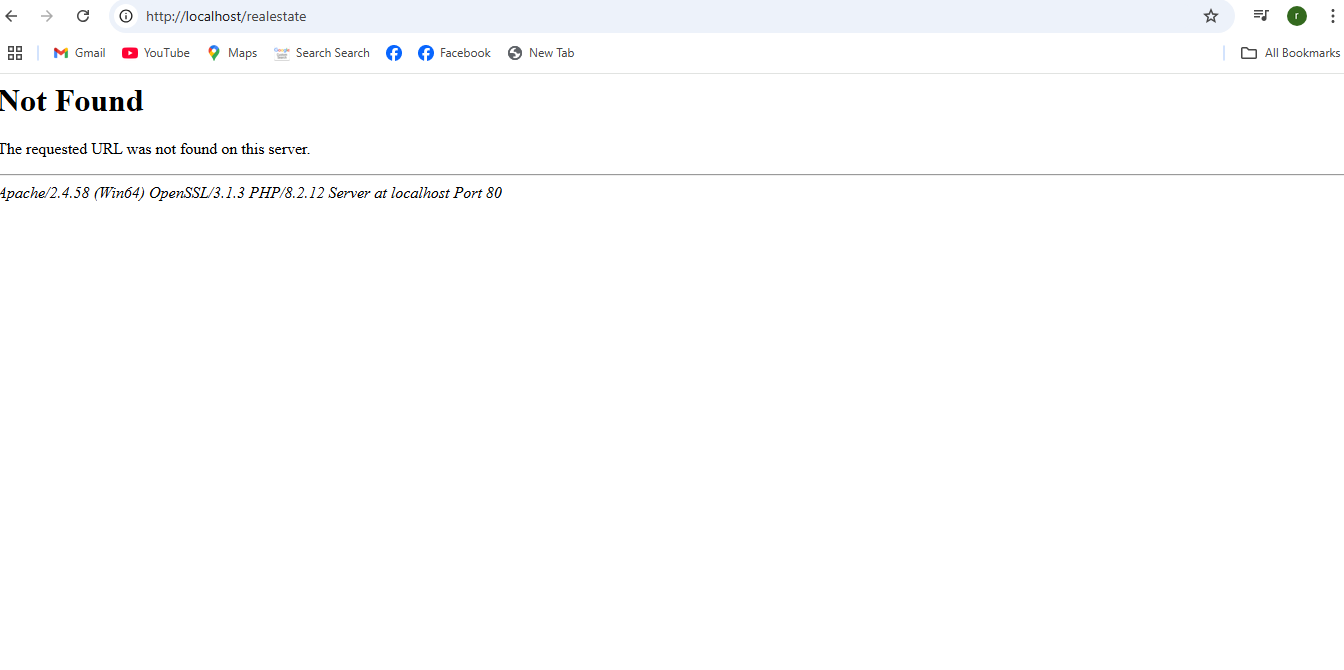 http://localhost/realestate
r
Gmail YouTube Maps Search Search Facebook New Tab All Bookmarks
Not Found
The requested URL was not found on this server.
Apache/2.4.58 (Win64) OpenSSL/3.1.3 PHP/8.2.12 Server at localhost Port 80